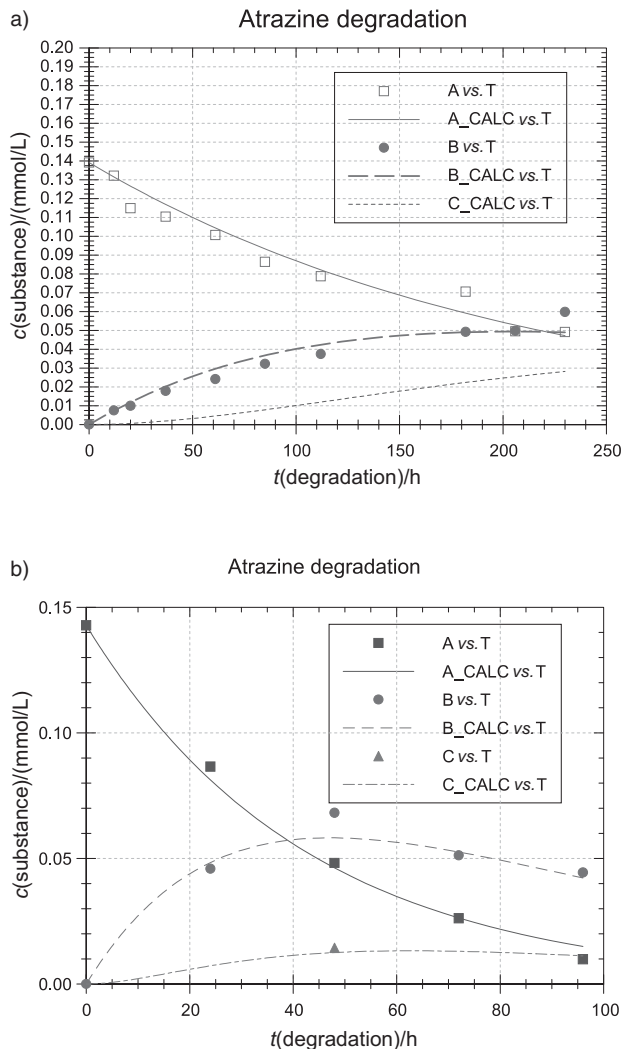 a)
Atrazine degradation
0.20
0.19
0.18
0.17
0.16
0.15
0.14
0.13
0.12
0.11
0.10
0.09
0.08
0.07
0.06
0.05
0.04
0.03
0.02
0.01
0.00
c(substance)/(mmol/L)
A vs. T
A_CALC vs. T
B vs. T
B_CALC vs. T
C_CALC vs. T
0 50 100 150 200 250
t(degradation)/h
b)
Atrazine degradation
0.15
0.10
0.05
0.00
c(substance)/(mmol/L)
A vs. T
A_CALC vs. T
B vs. T
B_CALC vs. T
C vs. T
C_CALC vs. T
0 20 40 60 80 100
t(degradation)/h